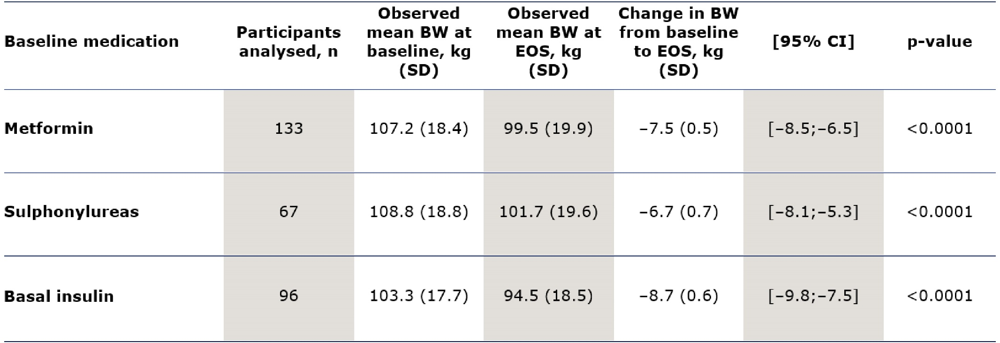 Baseline medication
Participants
analysed, n
Observed
mean BW at
baseline, kg
(SD)
Observed
mean BW at
EOS, kg
(SD)
Change in BW
from baseline
to EOS, kg
(SD)
[95% CI]
p-value
Metformin 133 107.2 (18.4) 99.5 (19.9) –7.5 (0.5) [–8.5;–6.5] <0.0001
Sulphonylureas 67 108.8 (18.8) 101.7 (19.6) –6.7 (0.7) [–8.1;–5.3] <0.0001
Basal insulin 96 103.3 (17.7) 94.5 (18.5) –8.7 (0.6) [–9.8;–7.5] <0.0001